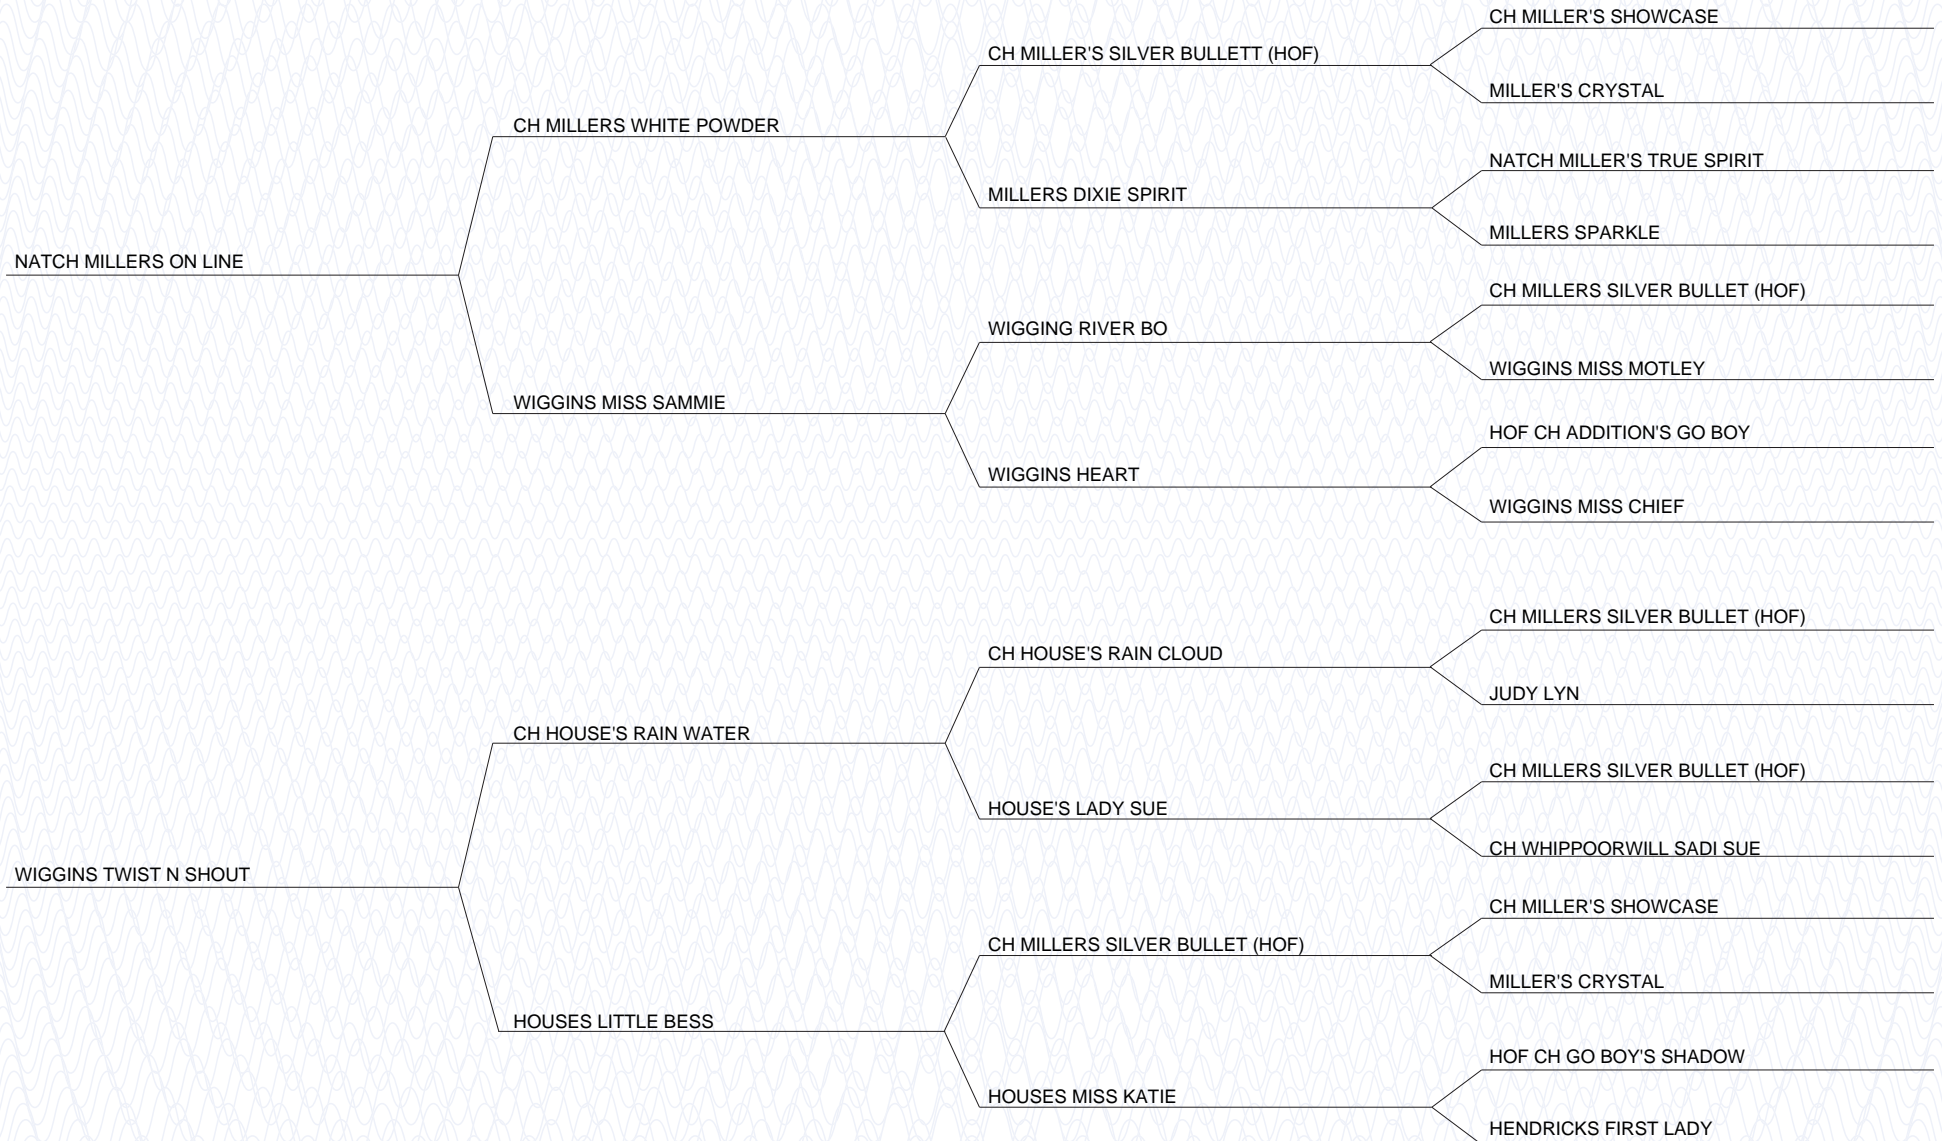 CH MILLER'S SHOWCASE
CH MILLER'S SILVER BULLETT (HOF)
MILLER'S CRYSTAL
CH MILLERS WHITE POWDER
NATCH MILLER'S TRUE SPIRIT
MILLERS DIXIE SPIRIT
MILLERS SPARKLE
NATCH MILLERS ON LINE
CH MILLERS SILVER BULLET (HOF)
WIGGING RIVER BO
WIGGINS MISS MOTLEY
WIGGINS MISS SAMMIE
HOF CH ADDITION'S GO BOY
WIGGINS HEART
WIGGINS MISS CHIEF
CH MILLERS SILVER BULLET (HOF)
CH HOUSE'S RAIN CLOUD
JUDY LYN
CH HOUSE'S RAIN WATER
CH MILLERS SILVER BULLET (HOF)
HOUSE'S LADY SUE
CH WHIPPOORWILL SADI SUE
WIGGINS TWIST N SHOUT
CH MILLER'S SHOWCASE
CH MILLERS SILVER BULLET (HOF)
MILLER'S CRYSTAL
HOUSES LITTLE BESS
HOF CH GO BOY'S SHADOW
HOUSES MISS KATIE
HENDRICKS FIRST LADY